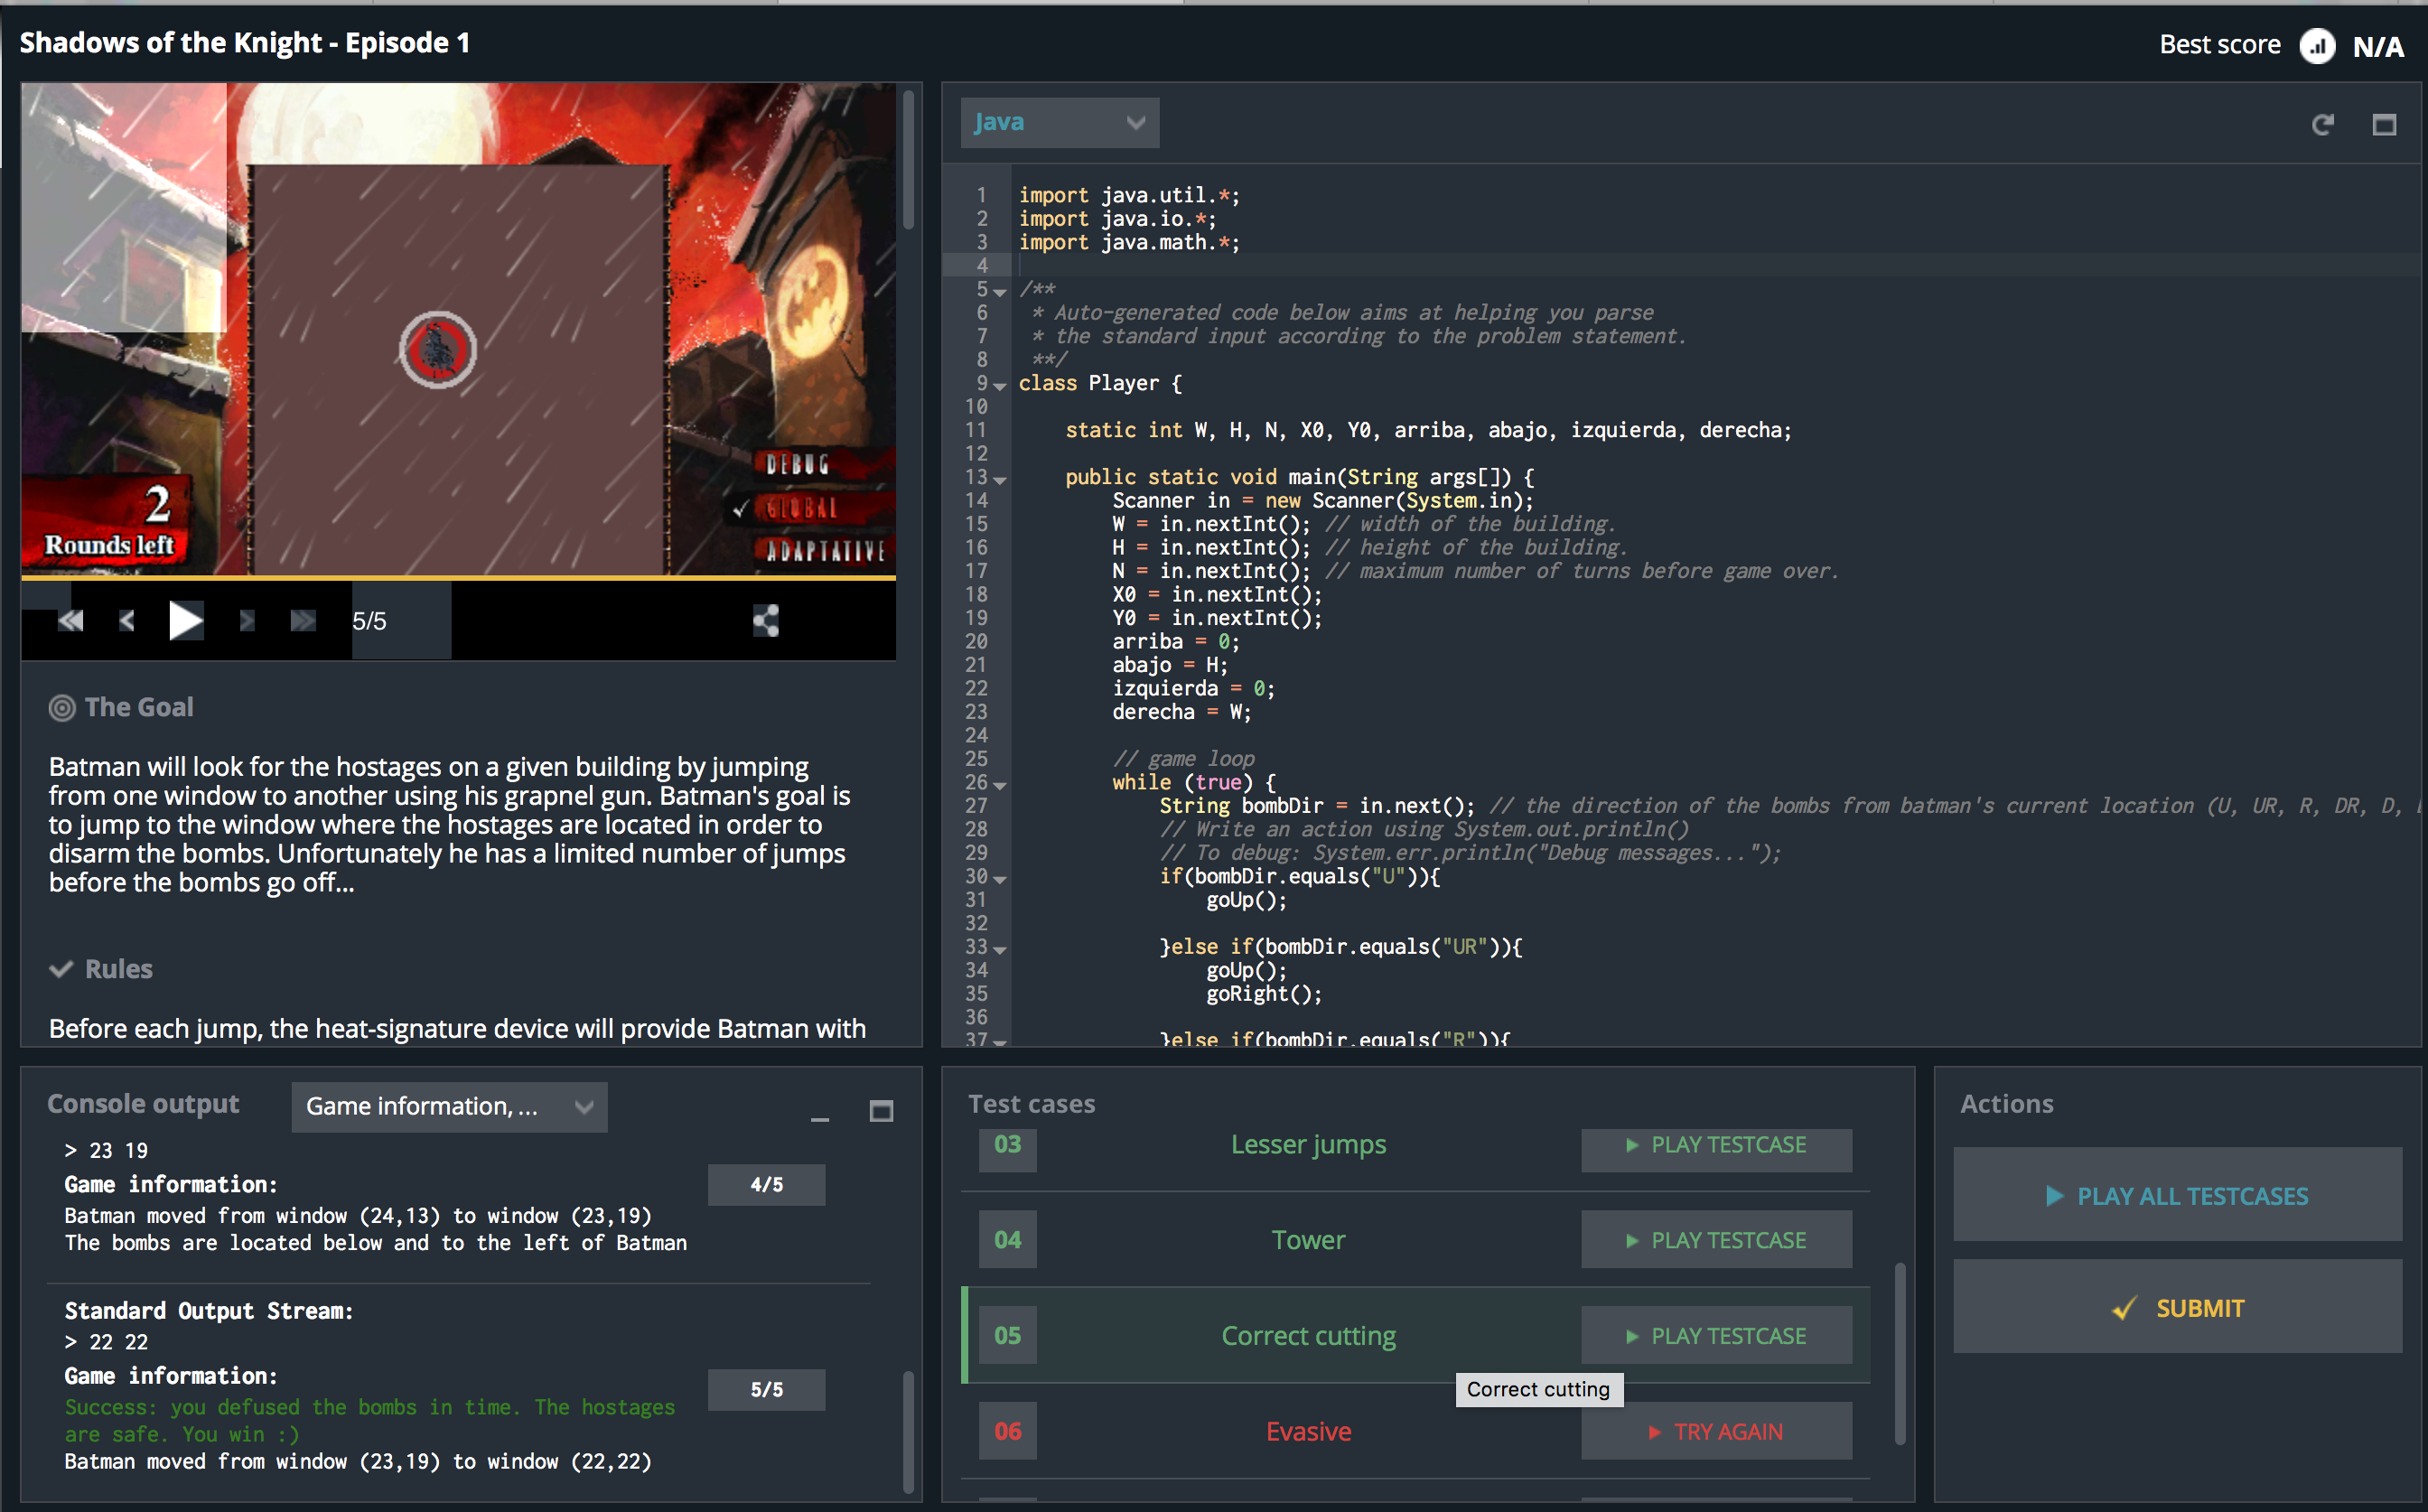 Shadows of the Knight - Episode 1
Best score N/A
DEBUG
GLOBAL
ADAPTATIVE
2
Rounds left
5/5
The Goal
Batman will look for the hostages on a given building by jumping
from one window to another using his grapnel gun. Batman's goal is
to jump to the window where the hostages are located in order to
disarm the bombs. Unfortunately he has a limited number of jumps
before the bombs go off...
Rules
Before each jump, the heat-signature device will provide Batman with
Java
1 import java.util.*;
2 import java.io.*;
3 import java.math.*;
4
5 /**
6 * Auto-generated code below aims at helping you parse
7 * the standard input according to the problem statement.
8 **/
9 class Player {
10
11 static int W, H, N, X0, Y0, arriba, abajo, izquierda, derecha;
12
13 public static void main(String args[]) {
14 Scanner in = new Scanner(System.in);
15 W = in.nextInt(); // width of the building.
16 H = in.nextInt(); // height of the building.
17 N = in.nextInt(); // maximum number of turns before game over.
18 X0 = in.nextInt();
19 Y0 = in.nextInt();
20 arriba = 0;
21 abajo = H;
22 izquierda = 0;
23 derecha = W;
24
25 // game loop
26 while (true) {
27 String bombDir = in.next(); // the direction of the bombs from batman's current location (U, UR, R, DR, D,
28 // Write an action using System.out.println()
29 // To debug: System.err.println("Debug messages...");
30 if(bombDir.equals("U")){
31 goUp();
32
33 }else if(bombDir.equals("UR")){
34 goUp();
35 goRight();
36
37 }else if(bombDir.equals("R")){
Console output
Game information, ...
> 23 19
Game information:
4/5
Batman moved from window (24,13) to window (23,19)
The bombs are located below and to the left of Batman
Standard Output Stream:
> 22 22
Game information:
5/5
Success: you defused the bombs in time. The hostages
are safe. You win :)
Batman moved from window (23,19) to window (22,22)
Test cases
03 Lesser jumps PLAY TESTCASE
04 Tower PLAY TESTCASE
05 Correct cutting PLAY TESTCASE
Correct cutting
06 Evasive TRY AGAIN
Actions
PLAY ALL TESTCASES
SUBMIT